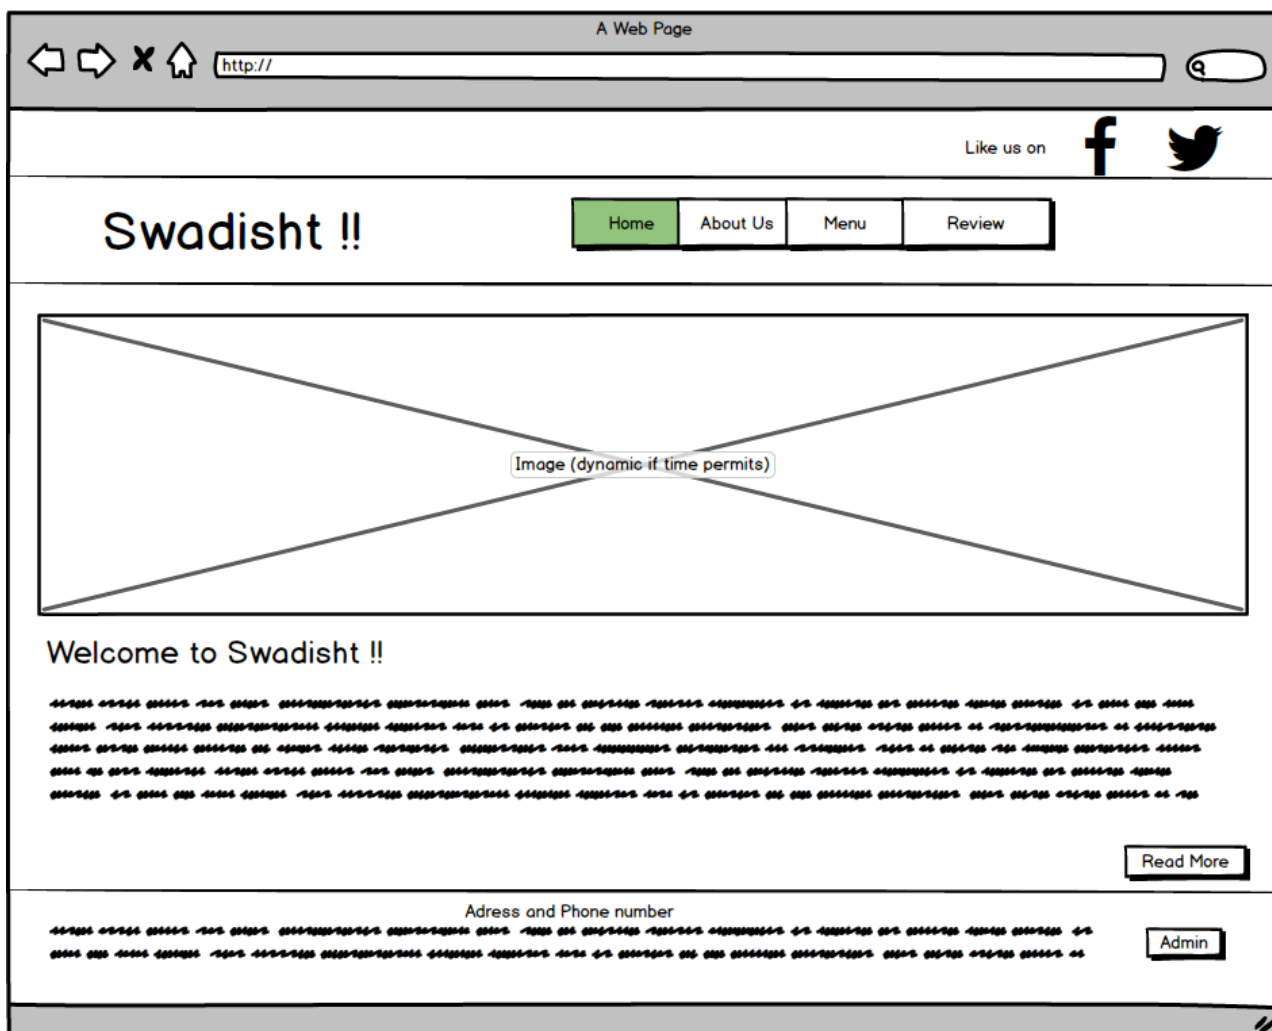 A Web Page
http://
Like us on
Swadisht !!
Home About Us Menu Review
Image (dynamic if time permits)
Welcome to Swadisht !!
Read More
Adress and Phone number
Admin